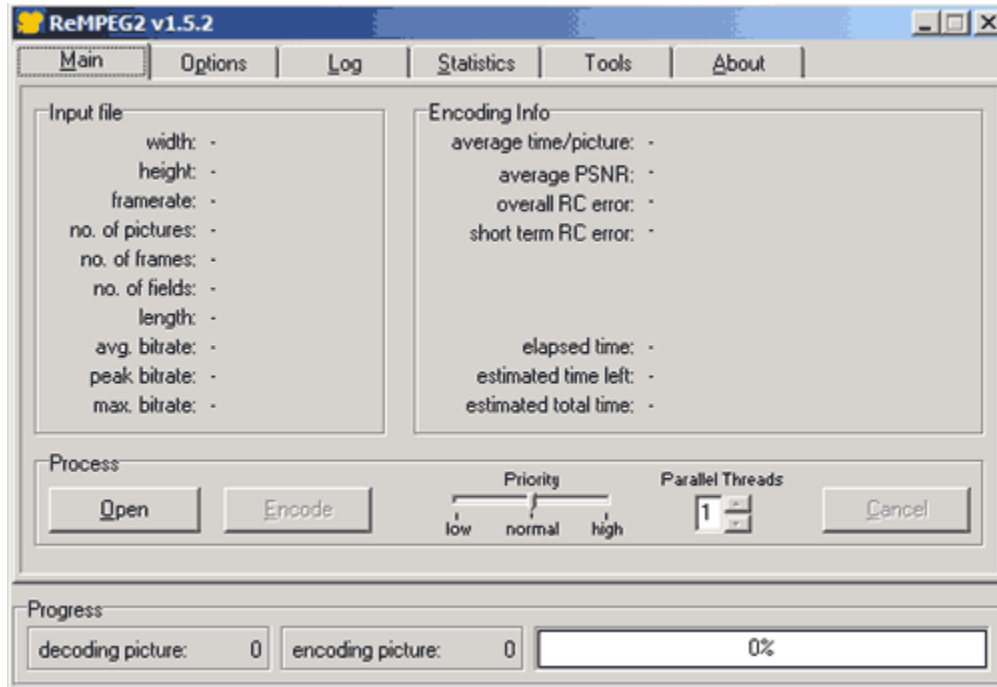 ReMPEG2 v1.5.2
Main Options Log Statistics Tools About
Input file
width: -
height: -
framerate: -
no. of pictures: -
no. of frames: -
no. of fields: -
length: -
avg. bitrate: -
peak bitrate: -
max. bitrate: -
Encoding Info
average time/picture: -
average PSNR: -
overall RC error: -
short term RC error: -
elapsed time: -
estimated time left: -
estimated total time: -
Process
Open
Encode
Priority
low normal high
Parallel Threads
1
Cancel
Progress
decoding picture: 0
encoding picture: 0
0%